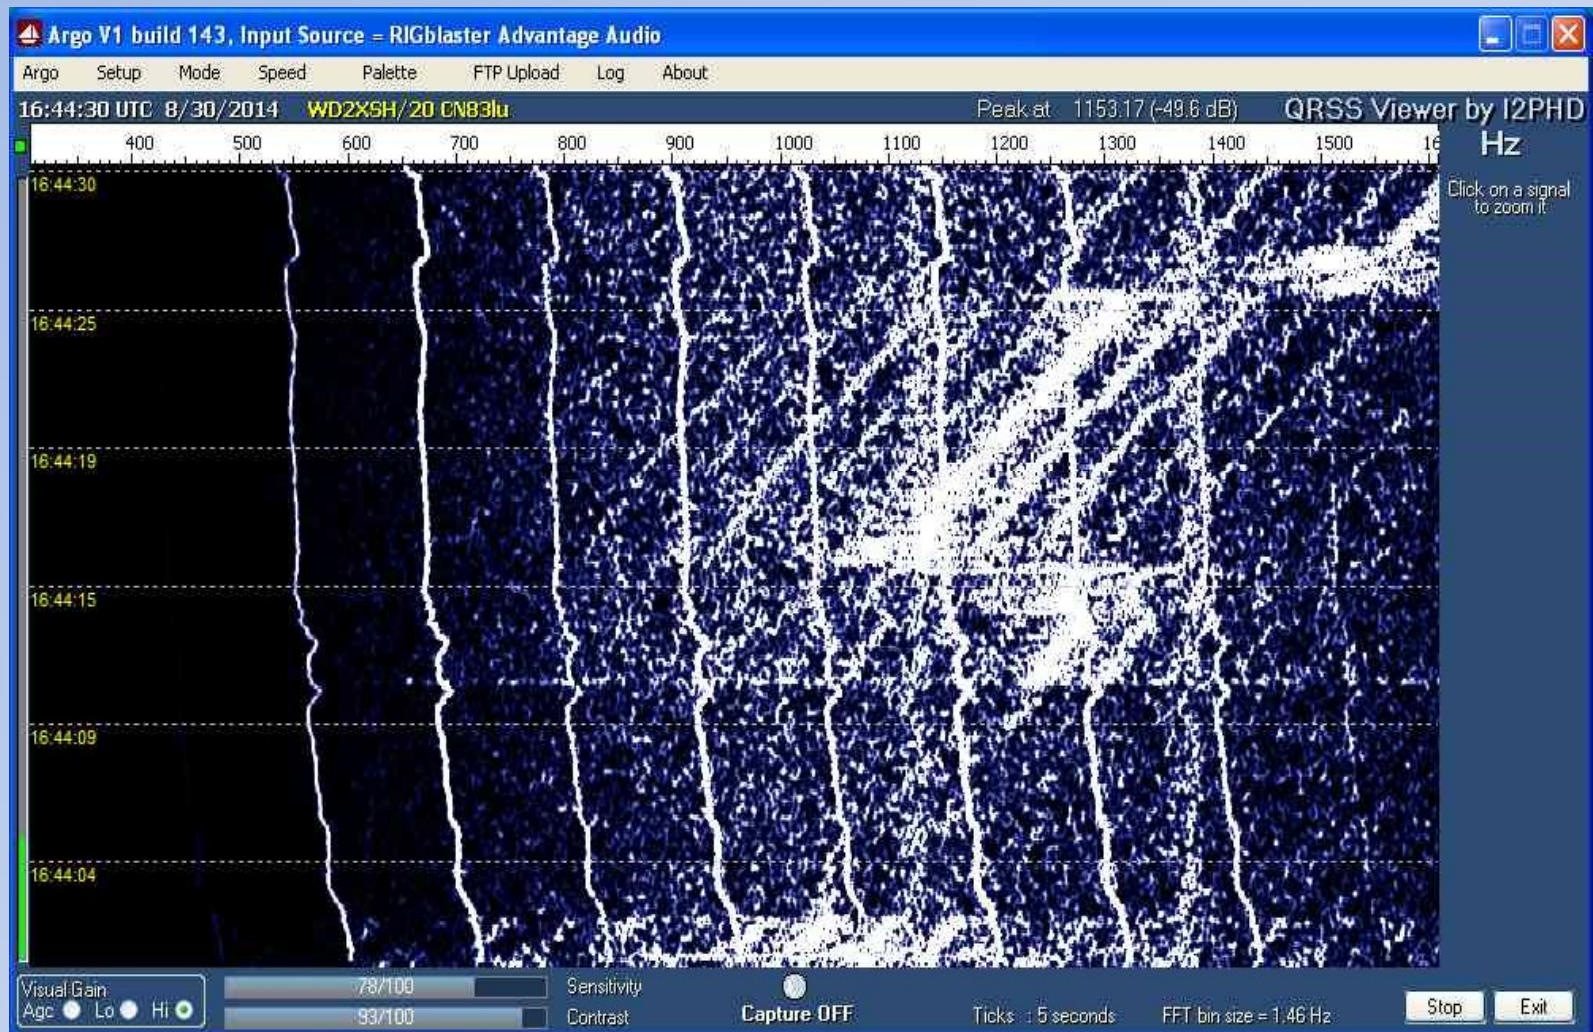 Argo V1 build 143, Input Source = RIGblaster Advantage Audio
Argo Setup Mode Speed Palette FTP Upload Log About
16:44:30 UTC 8/30/2014 WD2XSH/20 CN83lu Peak at 1153.17 (-49.6 dB) QRSS Viewer by I2PHD
400 500 600 700 800 900 1000 1100 1200 1300 1400 1500 16
Hz
Click on a signal
to zoom it
16:44:30
16:44:25
16:44:19
16:44:15
16:44:09
16:44:04
Visual Gain
Agc Lo Hi
78/100 Sensitivity
93/100 Contrast
Capture OFF
Ticks : 5 seconds
FFT bin size = 1.46 Hz
Stop
Exit